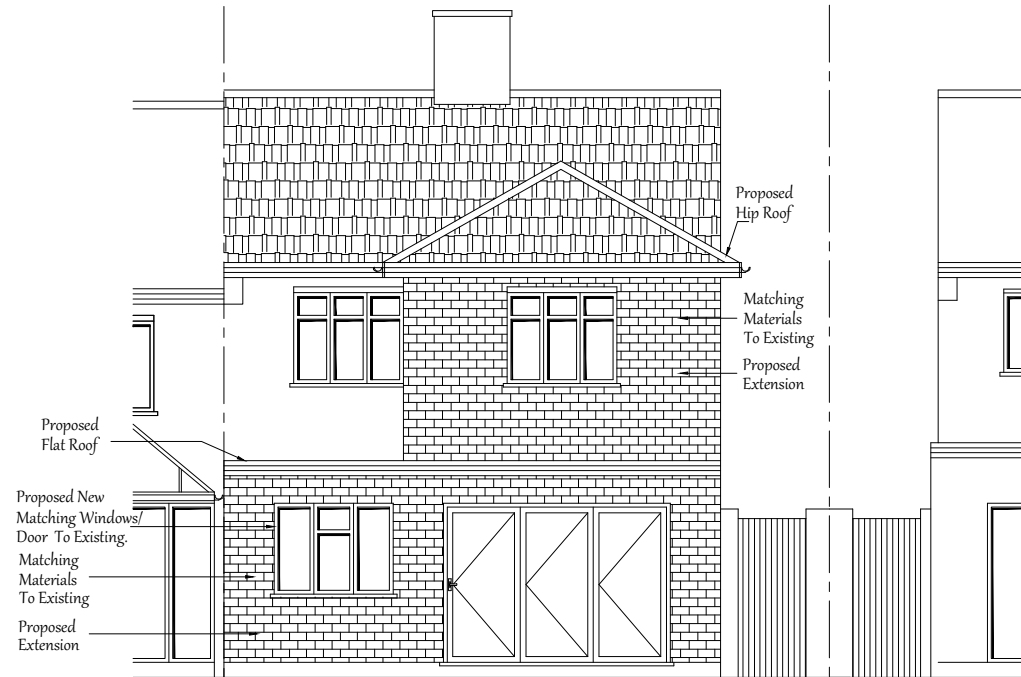 Proposed
Hip Roof
Matching
Materials
To Existing
Proposed
Extension
Proposed
Flat Roof
Proposed New
Matching Windows/
Door To Existing.
Matching
Materials
To Existing
Proposed
Extension